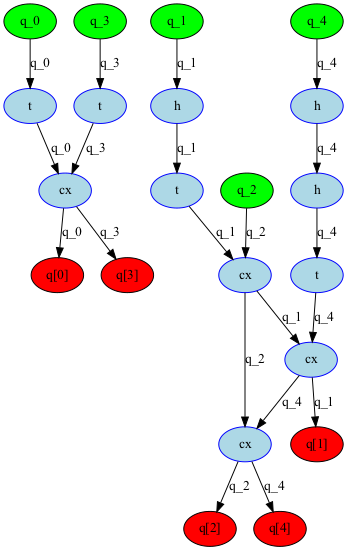 q_0 q_3 q_1 q_4
q_0 q_3 q_1 q_4
t t h h
q_0 q_3 q_1 q_4
cx t q_2 h
q_0 q_3 q_1 q_2 q_4
q[0] q[3] cx t
q_1 q_4
q_2 cx
q_4 q_1
cx q[1]
q_2 q_4
q[2] q[4]